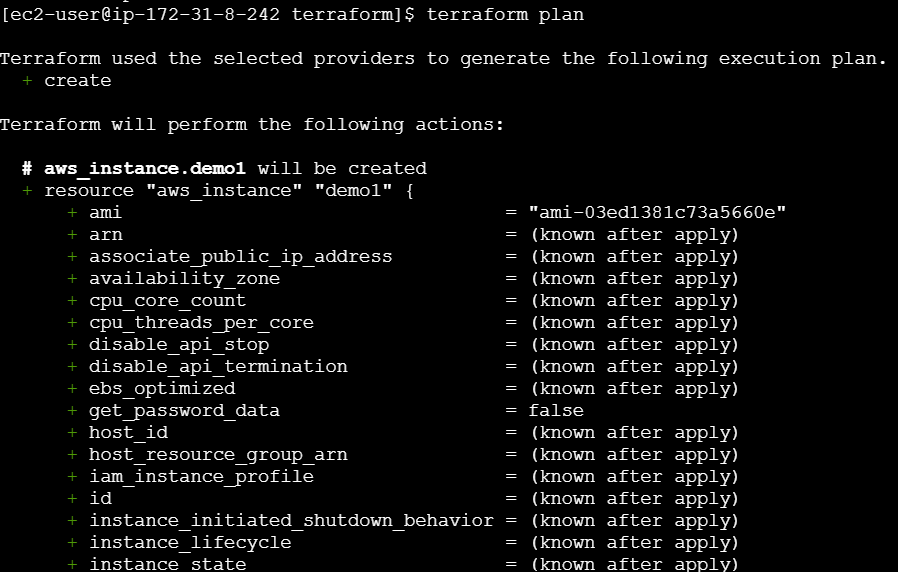 [ec2-user@ip-172-31-8-242 terraform]$ terraform plan
Terraform used the selected providers to generate the following execution plan.
+ create
Terraform will perform the following actions:
# aws_instance.demo1 will be created
+ resource "aws_instance" "demo1" {
+ ami = "ami-03ed1381c73a5660e"
+ arn = (known after apply)
+ associate_public_ip_address = (known after apply)
+ availability_zone = (known after apply)
+ cpu_core_count = (known after apply)
+ cpu_threads_per_core = (known after apply)
+ disable_api_stop = (known after apply)
+ disable_api_termination = (known after apply)
+ ebs_optimized = (known after apply)
+ get_password_data = false
+ host_id = (known after apply)
+ host_resource_group_arn = (known after apply)
+ iam_instance_profile = (known after apply)
+ id = (known after apply)
+ instance_initiated_shutdown_behavior = (known after apply)
+ instance_lifecycle = (known after apply)
+ instance_state = (known after apply)